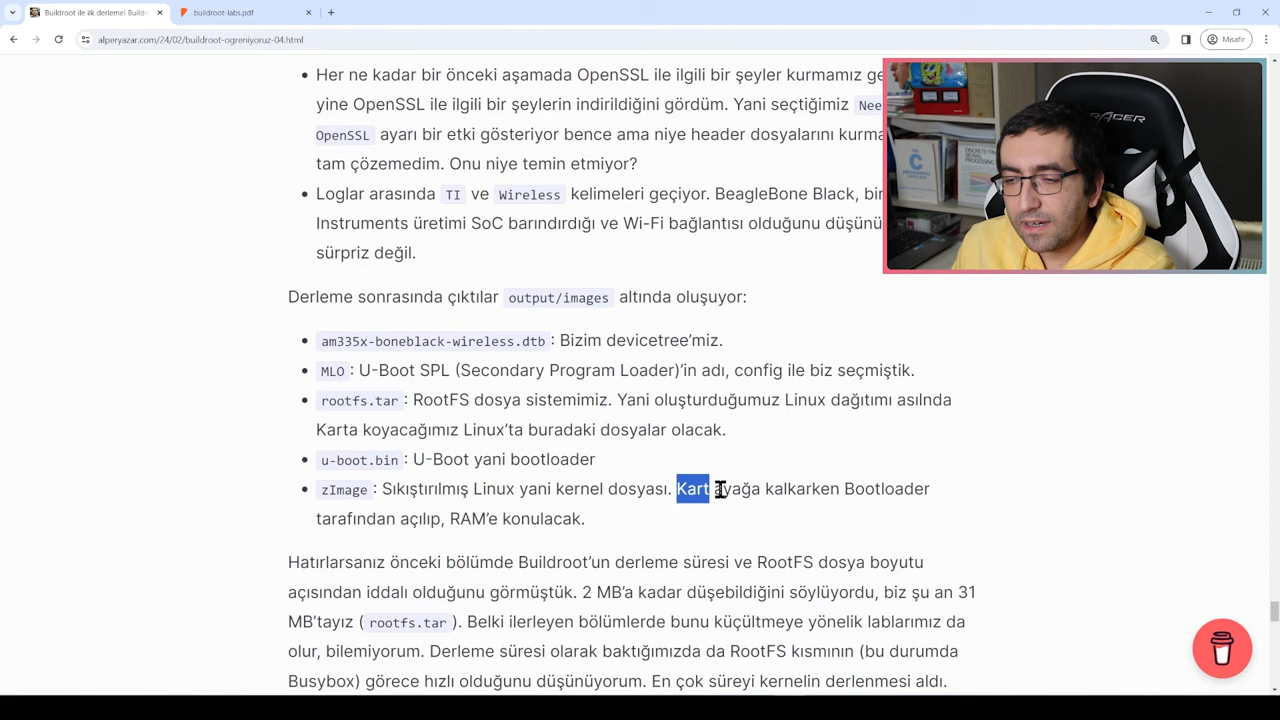 Buildroot ile ilk derleme! Buildr
buildroot-labs.pdf
alperyazar.com/24/02/buildroot-ogreniyoruz-04.html
Misafir
Her ne kadar bir önceki aşamada OpenSSL ile ilgili bir şeyler kurmamız ge
yine OpenSSL ile ilgili bir şeylerin indirildiğini gördüm. Yani seçtiğimiz Nee
OpenSSL ayarı bir etki gösteriyor bence ama niye header dosyalarını kurma
tam çözemedim. Onu niye temin etmiyor?
Loglar arasında TI ve Wireless kelimeleri geçiyor. BeagleBone Black, bir
Instruments üretimi SoC barındırdığı ve Wi-Fi bağlantısı olduğunu düşünü
sürpriz değil.
Derleme sonrasında çıktılar output/images altında oluşuyor:
am335x-boneblack-wireless.dtb : Bizim devicetree’miz.
MLO : U-Boot SPL (Secondary Program Loader)’in adı, config ile biz seçmiştik.
rootfs.tar : RootFS dosya sistemimiz. Yani oluşturduğumuz Linux dağıtımı asılnda
Karta koyacağımız Linux’ta buradaki dosyalar olacak.
u-boot.bin : U-Boot yani bootloader
zImage : Sıkıştırılmış Linux yani kernel dosyası. Kart ayağa kalkarken Bootloader
tarafından açılıp, RAM’e konulacak.
Hatırlarsanız önceki bölümde Buildroot’un derleme süresi ve RootFS dosya boyutu
açısından iddalı olduğunu görmüştük. 2 MB’a kadar düşebildiğini söylüyordu, biz şu an 31
MB’tayız ( rootfs.tar ). Belki ilerleyen bölümlerde bunu küçültmeye yönelik lablarımız da
olur, bilemiyorum. Derleme süresi olarak baktığımızda da RootFS kısmının (bu durumda
Busybox) görece hızlı olduğunu düşünüyorum. En çok süreyi kernelin derlenmesi aldı.
ACER